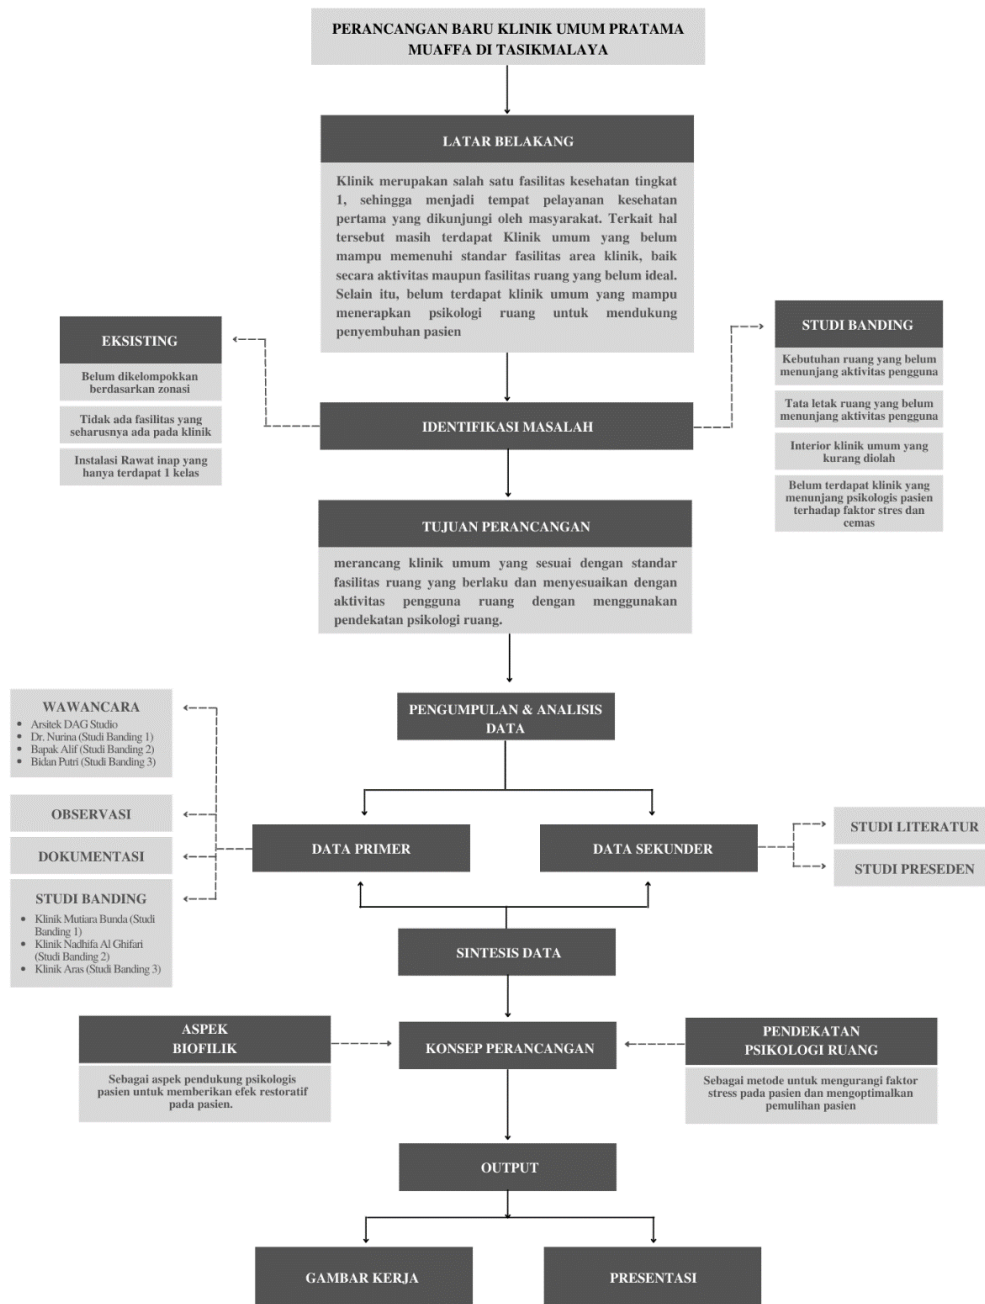 PERANCANGAN BARU KLINIK UMUM PRATAMA
MUAFFA DI TASIKMALAYA
LATAR BELAKANG
Klinik merupakan salah satu fasilitas kesehatan tingkat
1, sehingga menjadi tempat pelayanan kesehatan
pertama yang dikunjungi oleh masyarakat. Terkait hal
tersebut masih terdapat Klinik umum yang belum
mampu memenuhi standar fasilitas area klinik, baik
secara aktivitas maupun fasilitas ruang yang belum ideal.
Selain itu, belum terdapat klinik umum yang mampu
menerapkan psikologi ruang untuk mendukung
penyembuhan pasien
EKSISTING
Belum dikelompokkan
berdasarkan zonasi
Tidak ada fasilitas yang
seharusnya ada pada klinik
Instalasi Rawat inap yang
hanya terdapat 1 kelas
IDENTIFIKASI MASALAH
STUDI BANDING
Kebutuhan ruang yang belum
menunjang aktivitas pengguna
Tata letak ruang yang belum
menunjang aktivitas pengguna
Interior klinik umum yang
kurang diolah
Belum terdapat klinik yang
menunjang psikologis pasien
terhadap faktor stres dan
cemas
TUJUAN PERANCANGAN
merancang klinik umum yang sesuai dengan standar
fasilitas ruang yang berlaku dan menyesuaikan dengan
aktivitas pengguna ruang dengan menggunakan
pendekatan psikologi ruang.
PENGUMPULAN & ANALISIS
DATA
WAWANCARA
• Arsitek DAG Studio
• Dr. Nurina (Studi Banding 1)
• Bapak Alif (Studi Banding 2)
• Bidan Putri (Studi Banding 3)
OBSERVASI
DOKUMENTASI
STUDI BANDING
• Klinik Mutiara Bunda (Studi
Banding 1)
• Klinik Nadhifa Al Ghifari
(Studi Banding 2)
• Klinik Aras (Studi Banding 3)
DATA PRIMER
DATA SEKUNDER
STUDI LITERATUR
STUDI PRESEDEN
SINTESIS DATA
ASPEK
BIOFILIK
Sebagai aspek pendukung psikologis
pasien untuk memberikan efek restoratif
pada pasien.
KONSEP PERANCANGAN
PENDEKATAN
PSIKOLOGI RUANG
Sebagai metode untuk mengurangi faktor
stress pada pasien dan mengoptimalkan
pemulihan pasien
OUTPUT
GAMBAR KERJA
PRESENTASI